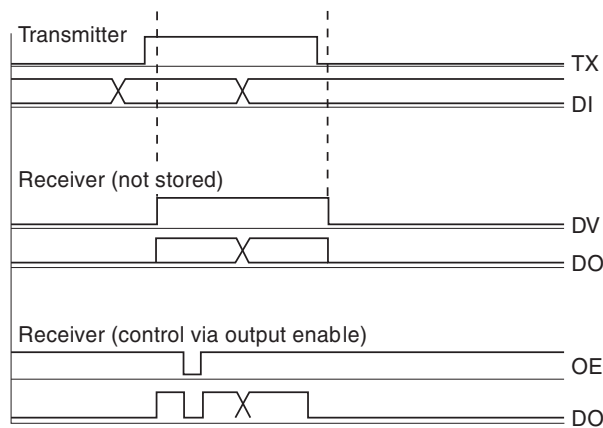 Transmitter
TX
DI
Receiver (not stored)
DV
DO
Receiver (control via output enable)
OE
DO